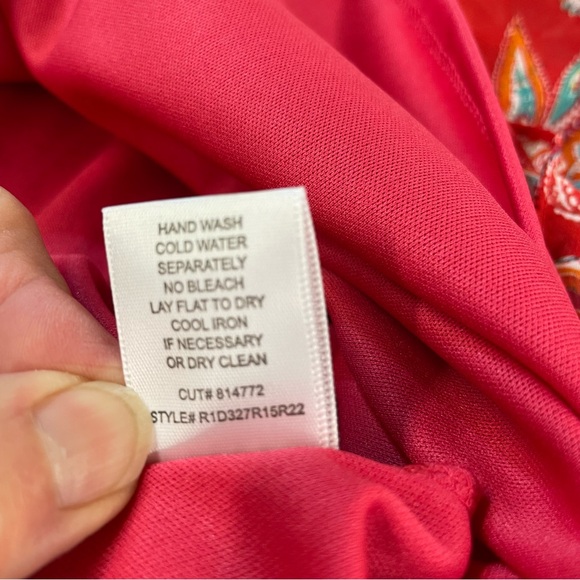 HAND WASH
COLD WATER
SEPARATELY
NO BLEACH
LAY FLAT TO DRY
COOL IRON
IF NECESSARY
OR DRY CLEAN
CUT# 814772
STYLE# R1D327R15R22